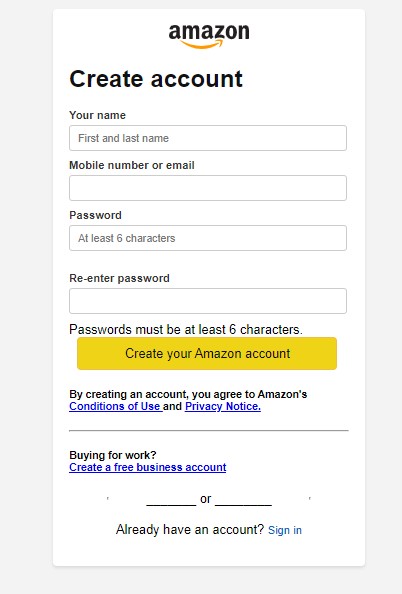 amazon
Create account
Your name
First and last name
Mobile number or email
Password
At least 6 characters
Re-enter password
Passwords must be at least 6 characters.
Create your Amazon account
By creating an account, you agree to Amazon's
Conditions of Use and Privacy Notice.
Buying for work?
Create a free business account
_______ or ________
Already have an account? Sign in